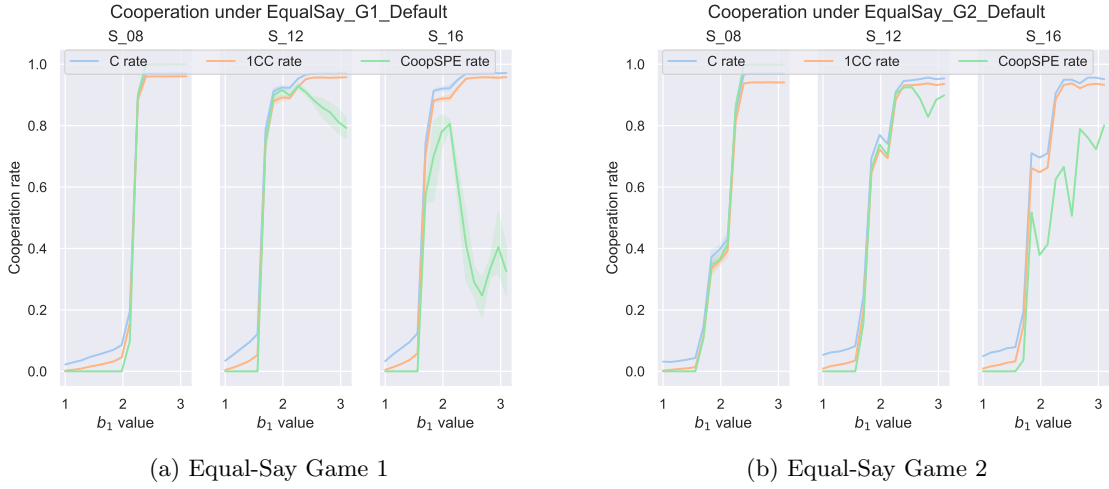 Cooperation under EqualSay_G1_Default
S_08 S_12 S_16
C rate 1CC rate CoopSPE rate
1.0
0.8
0.6
0.4
0.2
0.0
Cooperation rate
1 2 3 1 2 3 1 2 3
b1 value b1 value b1 value
(a) Equal-Say Game 1
Cooperation under EqualSay_G2_Default
S_08 S_12 S_16
C rate 1CC rate CoopSPE rate
1.0
0.8
0.6
0.4
0.2
0.0
Cooperation rate
1 2 3 1 2 3 1 2 3
b1 value b1 value b1 value
(b) Equal-Say Game 2